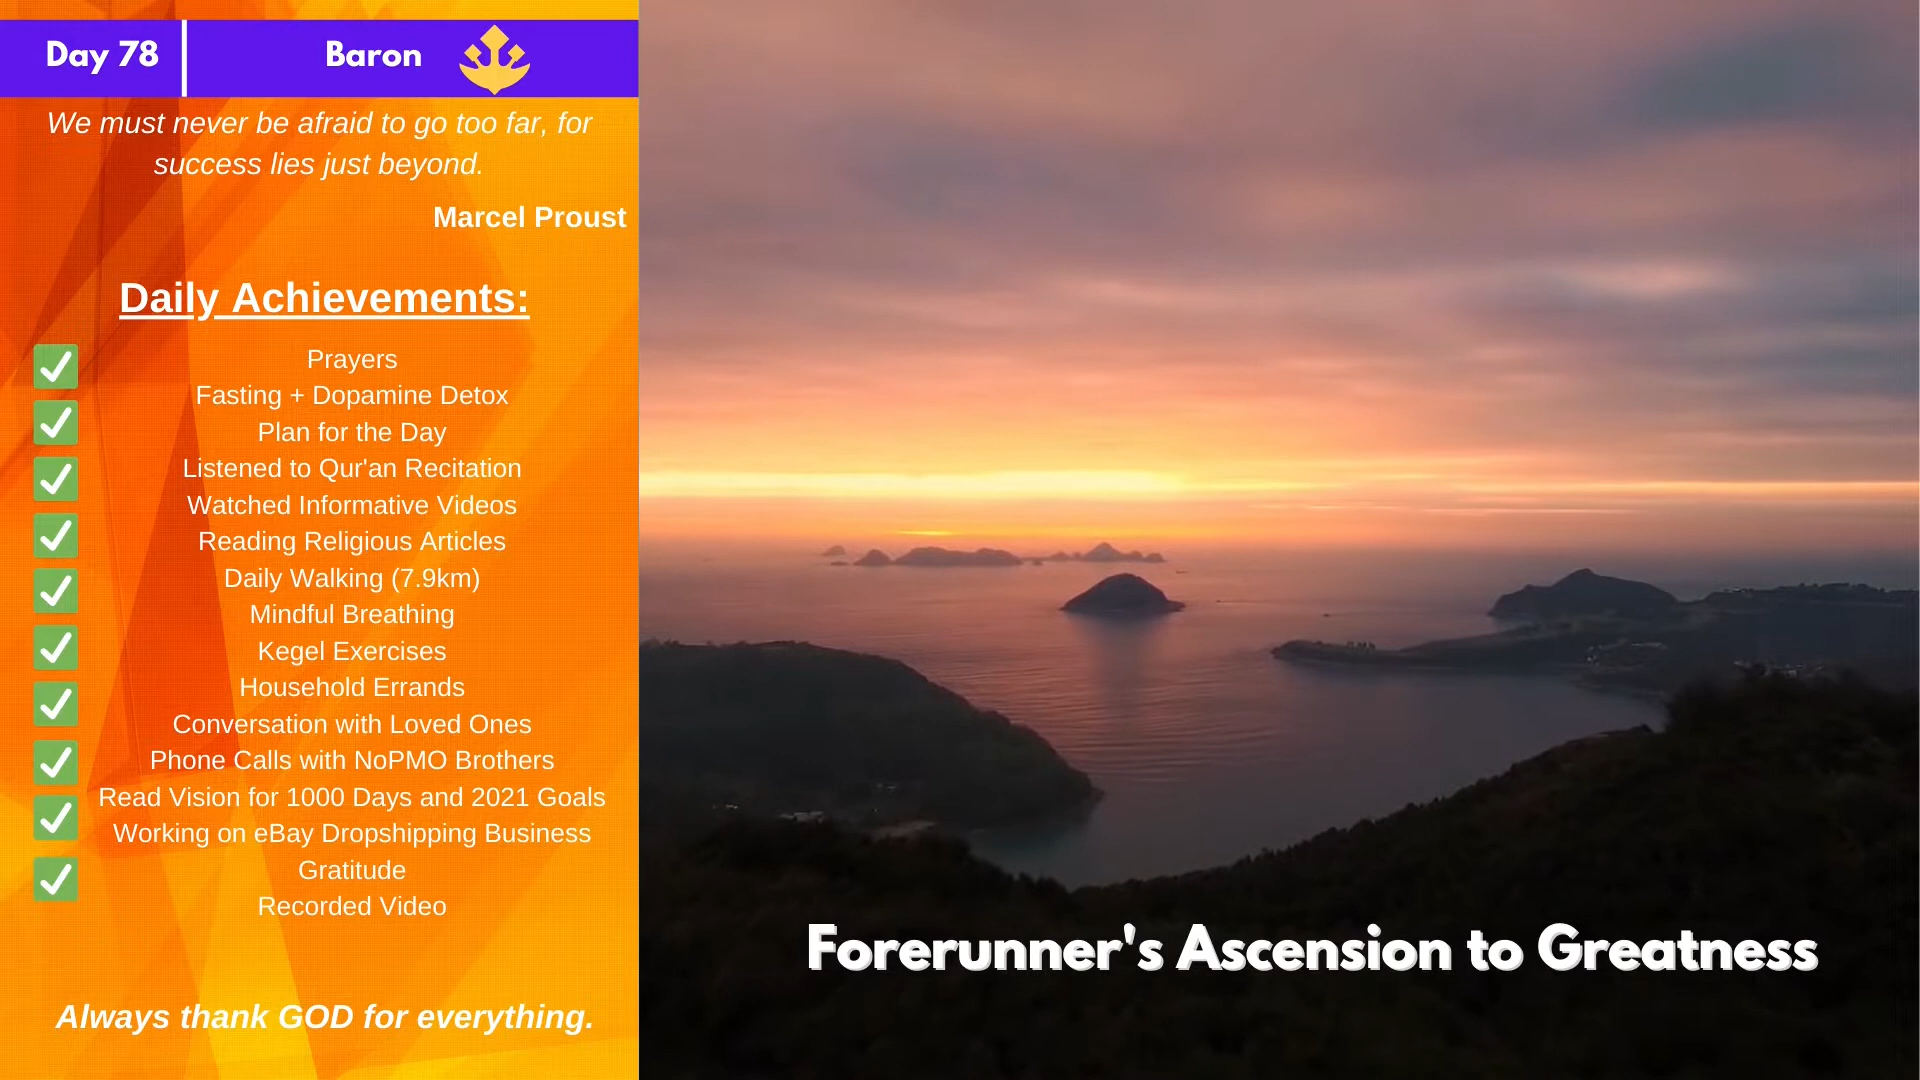 Day 78
Baron
We must never be afraid to go too far, for
success lies just beyond.
Marcel Proust
Daily Achievements:
Prayers
Fasting + Dopamine Detox
Plan for the Day
Listened to Qur'an Recitation
Watched Informative Videos
Reading Religious Articles
Daily Walking (7.9km)
Mindful Breathing
Kegel Exercises
Household Errands
Conversation with Loved Ones
Phone Calls with NoPMO Brothers
Read Vision for 1000 Days and 2021 Goals
Working on eBay Dropshipping Business
Gratitude
Recorded Video
Always thank GOD for everything.
Forerunner's Ascension to Greatness